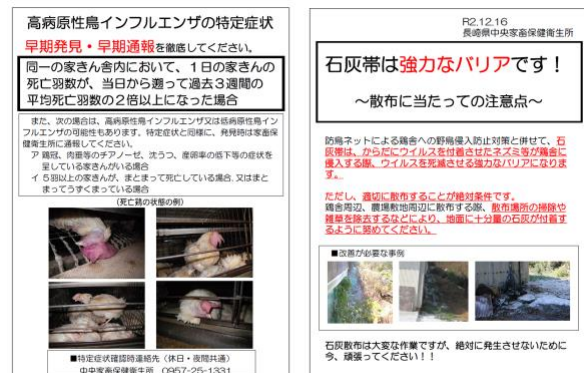 高病原性鳥インフルエンザの特定症状
早期発見・早期通報を徹底してください。
同一の家きん舎内において、1日の家きんの
死亡羽数が、当日から遡って過去3週間の
平均死亡羽数の2倍以上になった場合
また、次の場合は、高病原性鳥インフルエンザ又は低病原性鳥イン
フルエンザの可能性もあります。特定症状と同様に、発見時は家畜保
健衛生所に通報してください。
ア 鶏冠、肉垂等のチアノーゼ、沈うつ、産卵率の低下等の症状を
呈している家きんがいる場合
イ 5羽以上の家きんが、まとまって死亡している場合、又はまと
まってうずくまっている場合
(死亡鶏の状態の例)
■特定症状確認時連絡先(休日・夜間共通)
中央家畜保健衛生所 0957-25-1331
R2.12.16
長崎県中央家畜保健衛生所
石灰帯は強力なバリアです!
～散布に当たっての注意点～
防鳥ネットによる鶏舎への野鳥侵入防止対策と併せて、石
灰帯は、からだにウイルスを付着させたネズミ等が鶏舎に
侵入する際、ウイルスを死滅させる強力なバリアになりま
す。
ただし、適切に散布することが絶対条件です。
鶏舎周辺、農場敷地周辺に散布する際、散布場所の掃除や
雑草を除去するなどにより、地面に十分量の石灰が付着す
るように努めてください。
■改善が必要な事例
石灰散布は大変な作業ですが、絶対に発生させないために
今、頑張ってください!!